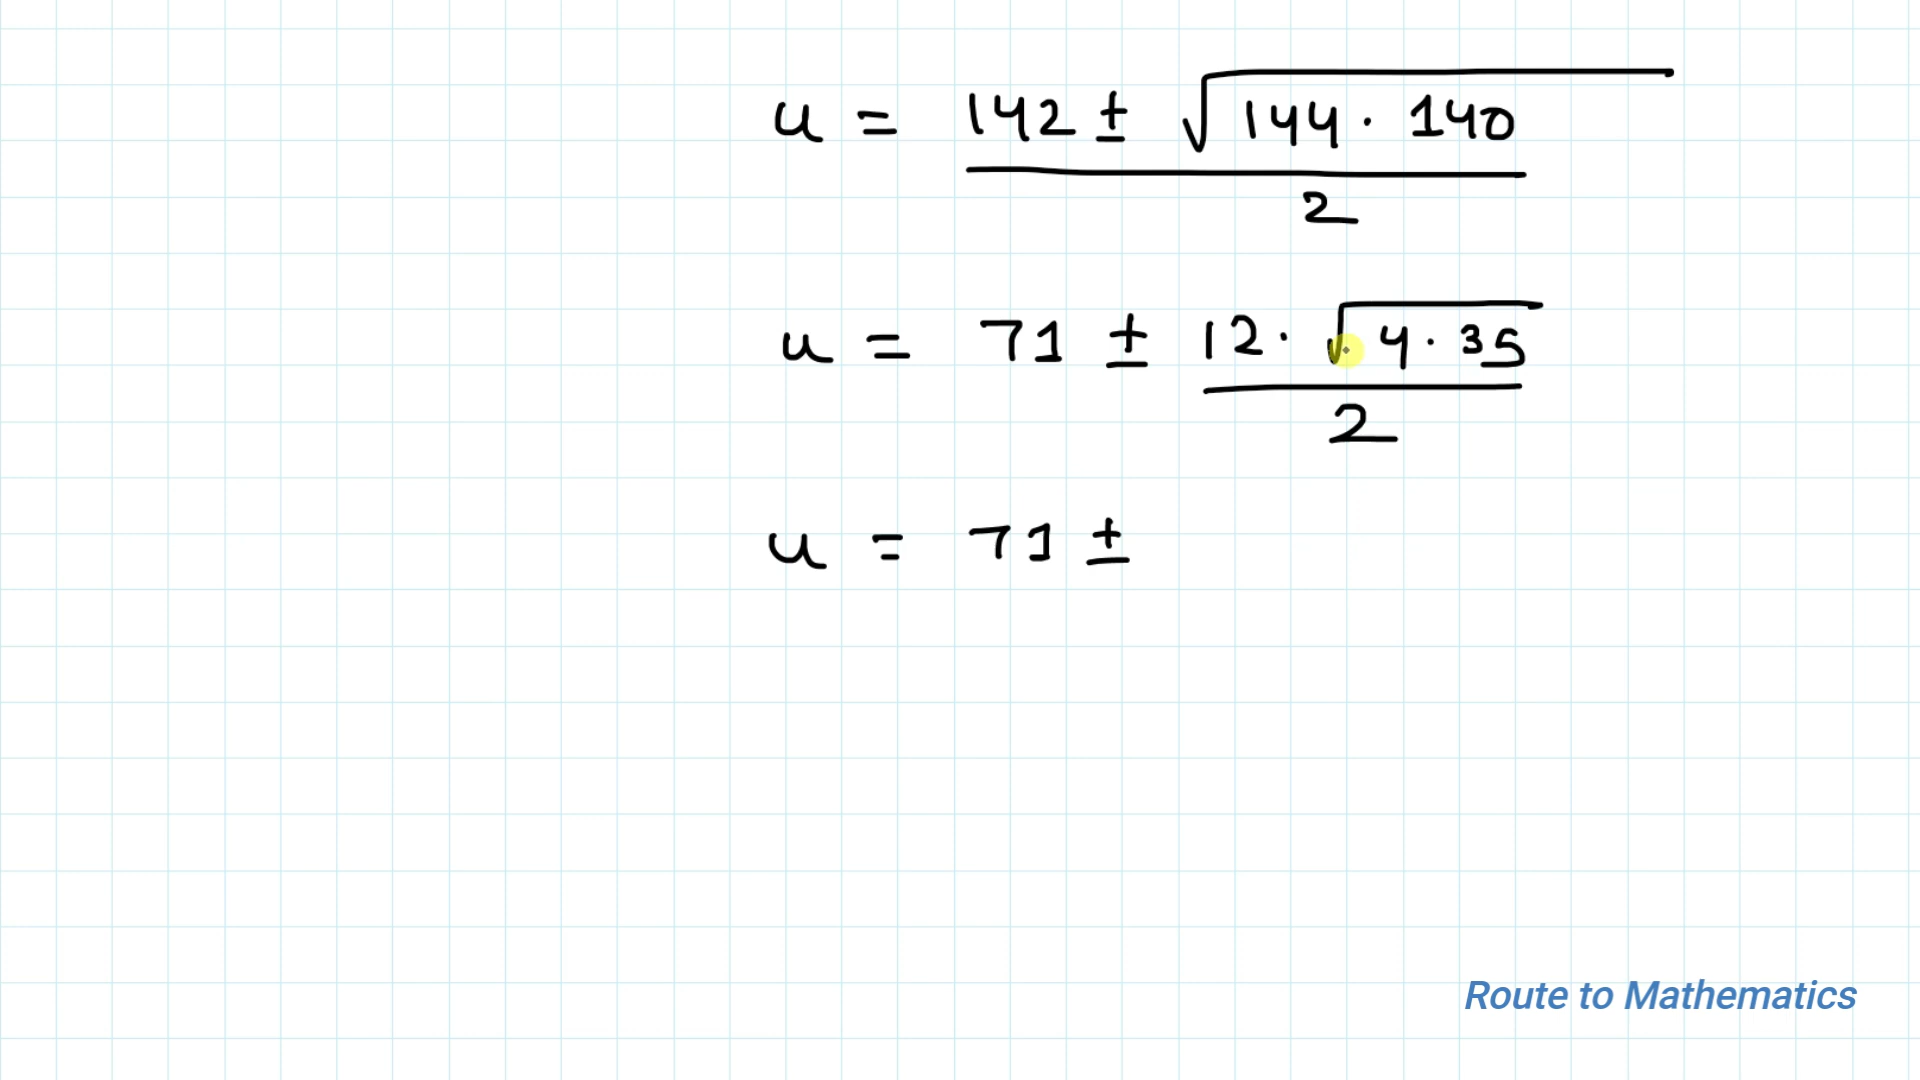 u = 142 ± √144 · 140
2
u = 71 ± 12 · √4 · 35
2
u = 71 ±
Route to Mathematics